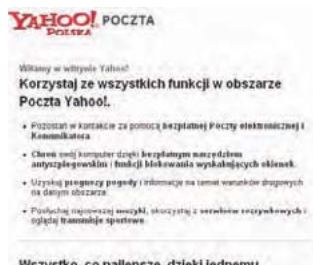 YAHOO! POCZTA
POLSKA
Witamy w witrynie Yahoo!
Korzystaj ze wszystkich funkcji w obszarze
Poczta Yahoo!.
• Pozostań w kontakcie za pomocą bezpłatnej Poczty elektronicznej i
Komunikatora.
• Chroń swój komputer dzięki bezpłatnym narzędziom
antyszpiegowskim i funkcji blokowania wyskakujących okienek.
• Uzyskuj prognozy pogody i informacje na temat warunków drogowych
na danym obszarze.
• Posłuchaj najnowszej muzyki, skorzystaj z serwisów rozrywkowych i
oglądaj transmisje sportowe.
Wszystko, co najlepsze, dzięki jednemu